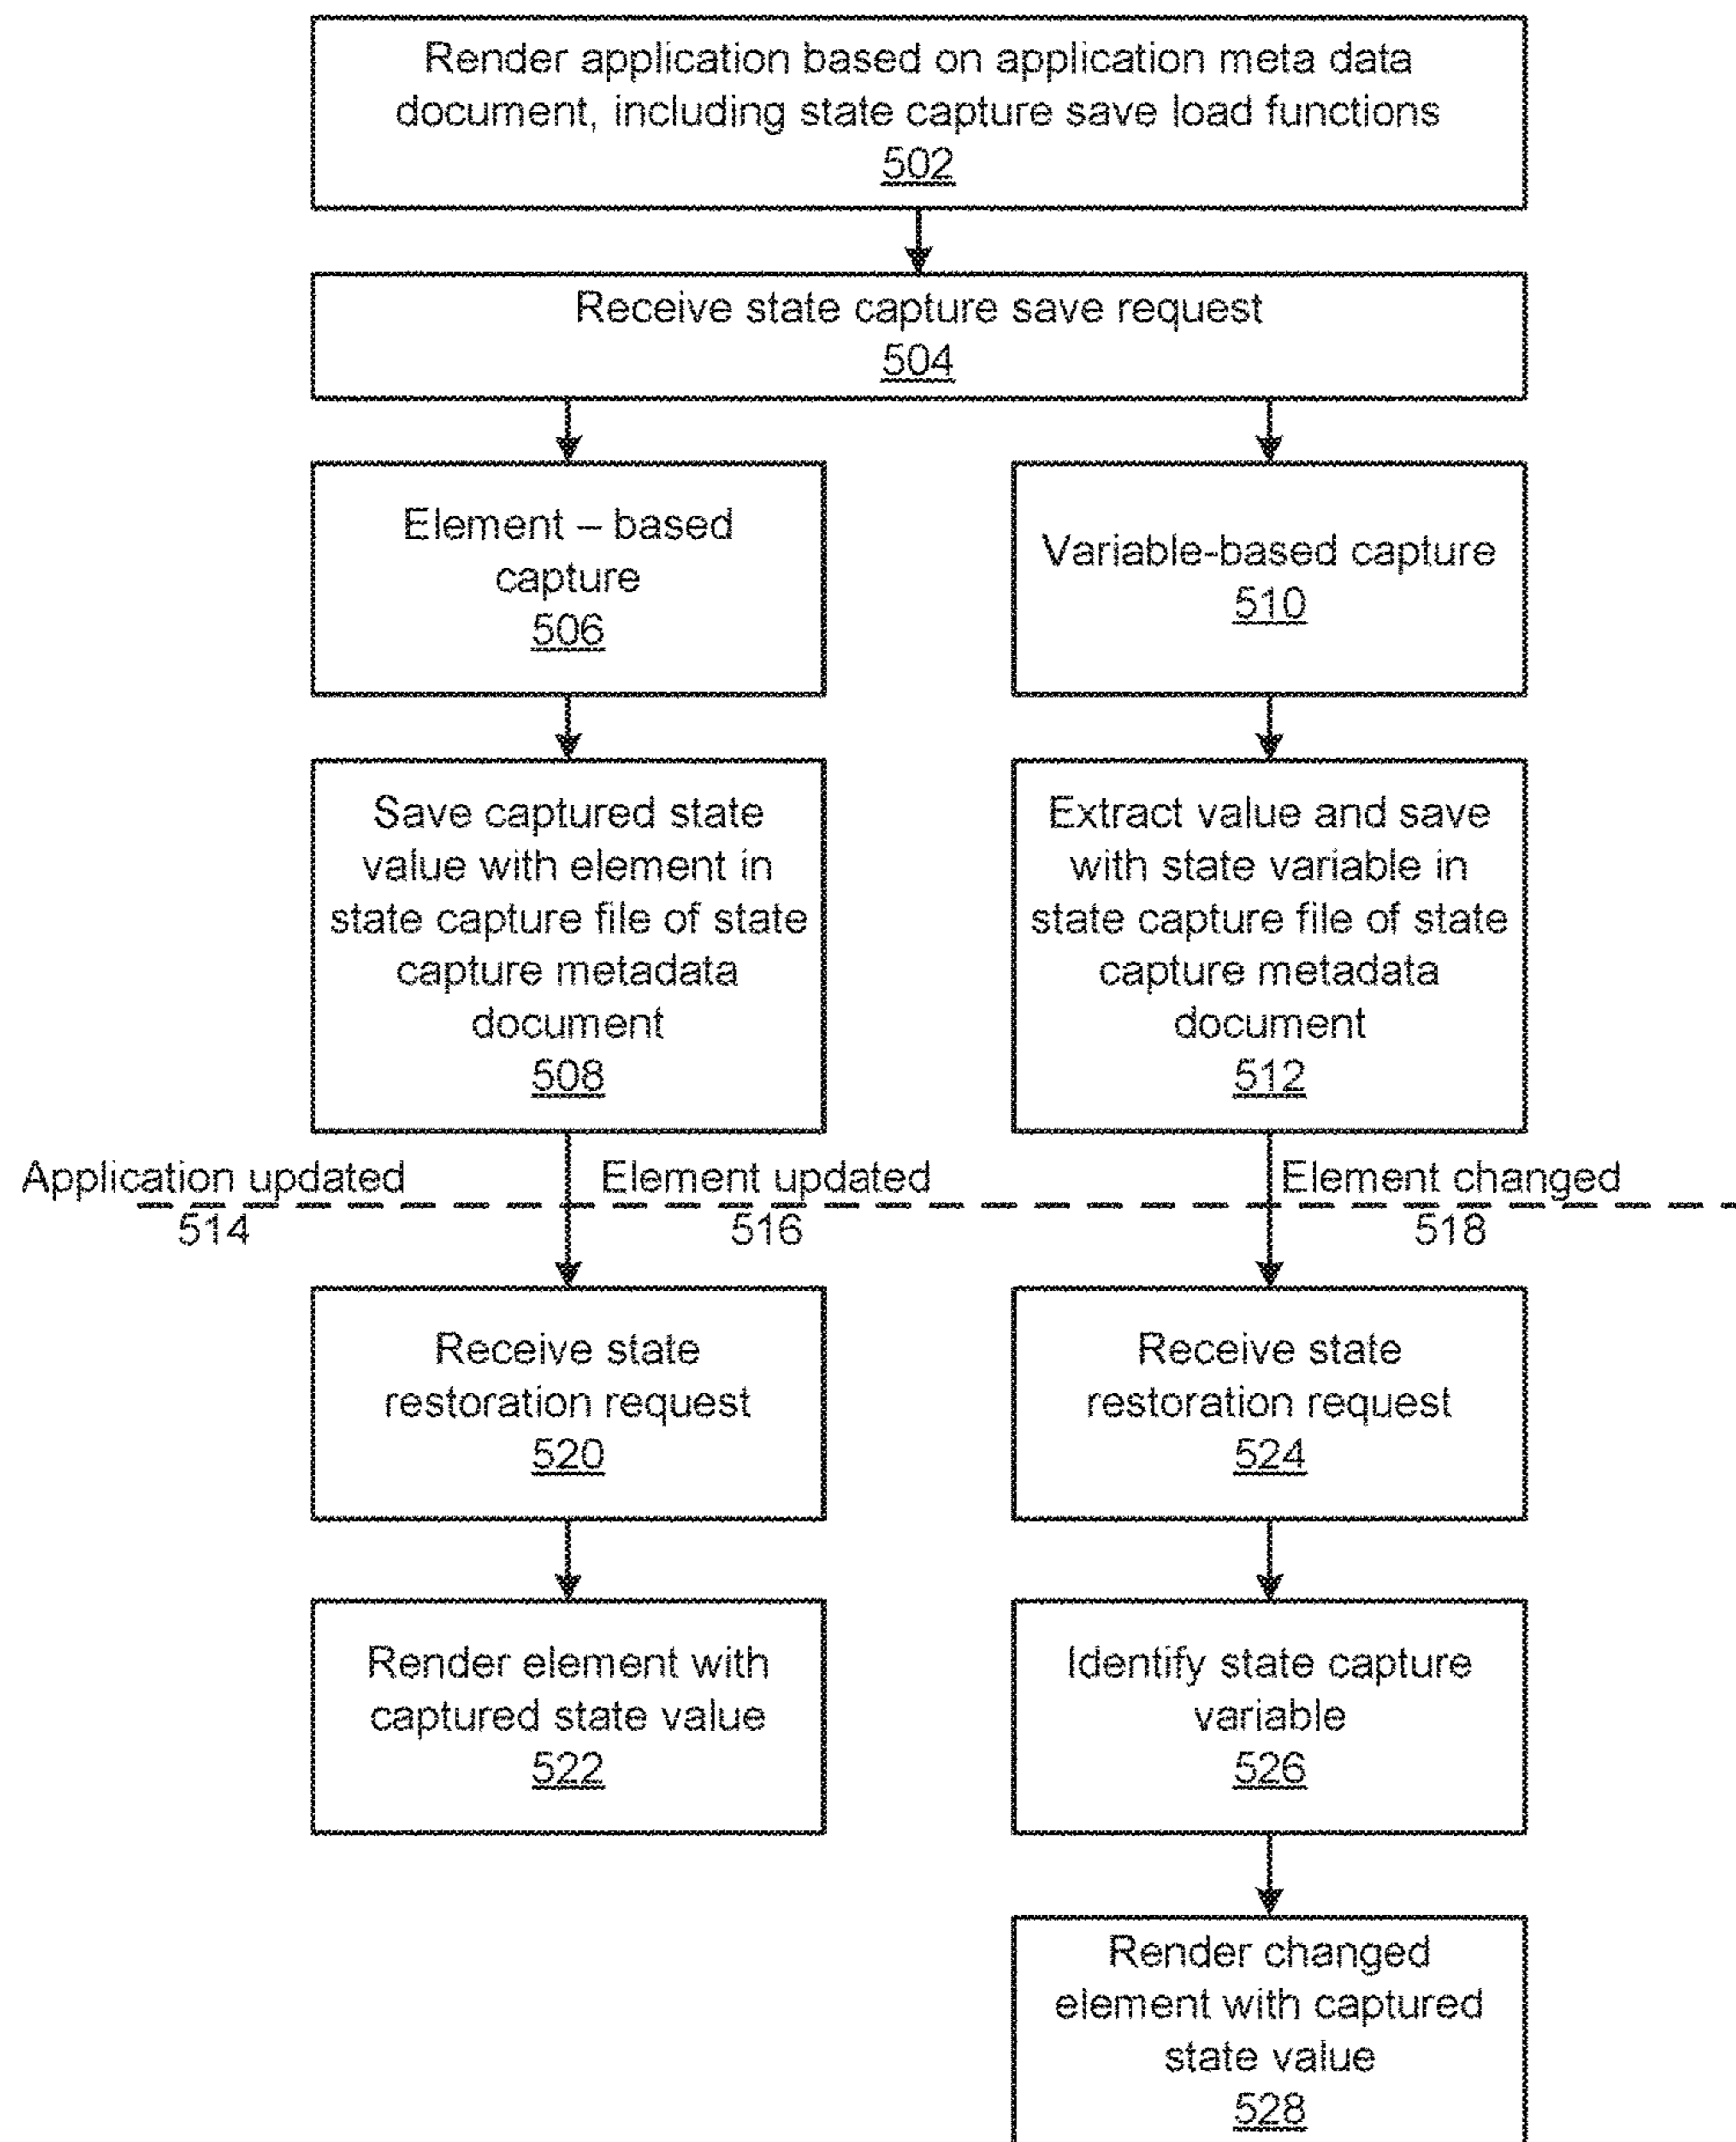 Render application based on application meta data
document, including state capture save load functions
502
Receive state capture save request
504
Element – based
capture
506
Variable-based capture
510
Save captured state
value with element in
state capture file of state
capture metadata
document
508
Extract value and save
with state variable in
state capture file of state
capture metadata
document
512
Application updated
514
Element updated
516
Element changed
518
Receive state
restoration request
520
Receive state
restoration request
524
Render element with
captured state value
522
Identify state capture
variable
526
Render changed
element with captured
state value
528